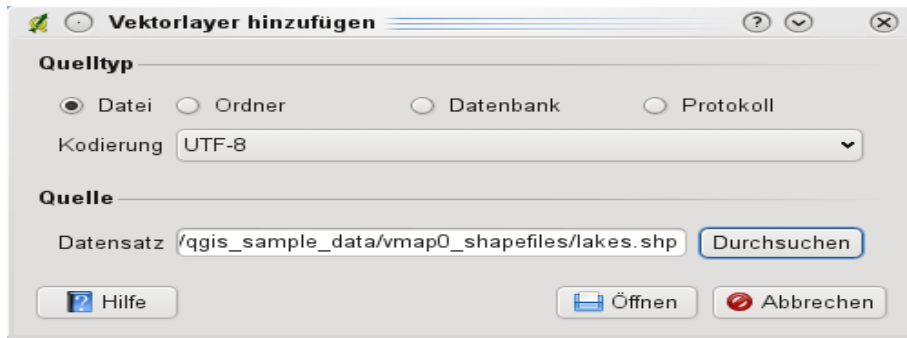 Vektorlayer hinzufügen
Quelltyp
Datei Ordner Datenbank Protokoll
Kodierung UTF-8
Quelle
Datensatz /qgis_sample_data/vmap0_shapefiles/lakes.shp Durchsuchen
Hilfe Öffnen Abbrechen